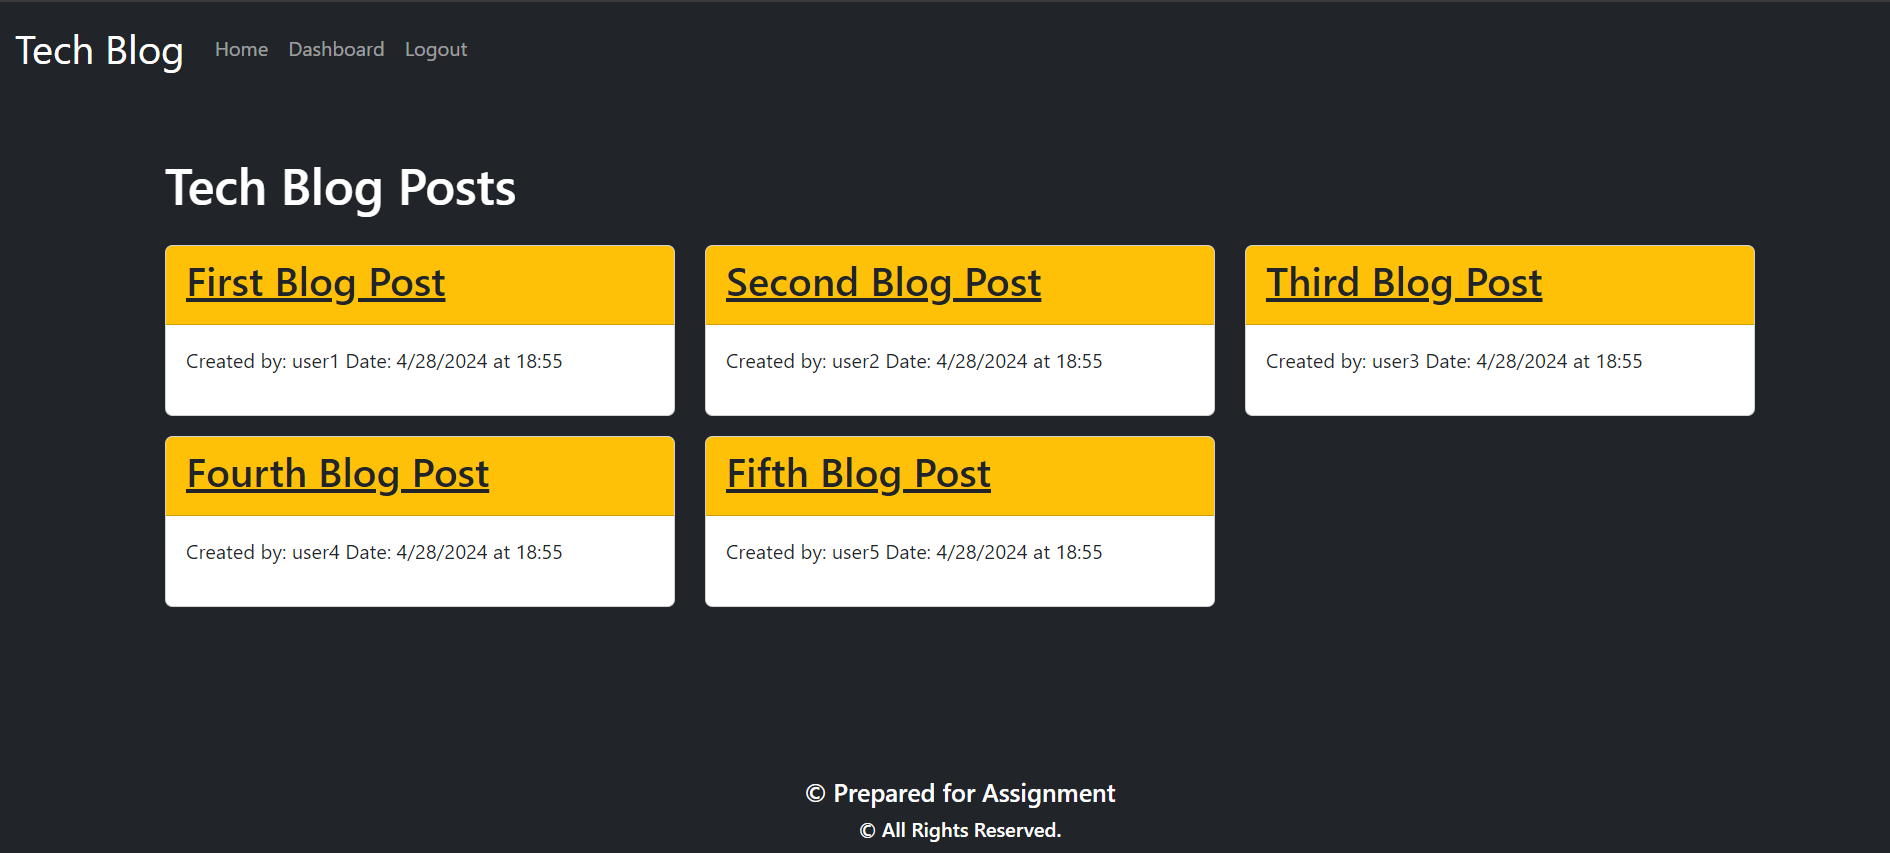 Tech Blog Home Dashboard Logout
Tech Blog Posts
First Blog Post
Created by: user1 Date: 4/28/2024 at 18:55
Second Blog Post
Created by: user2 Date: 4/28/2024 at 18:55
Third Blog Post
Created by: user3 Date: 4/28/2024 at 18:55
Fourth Blog Post
Created by: user4 Date: 4/28/2024 at 18:55
Fifth Blog Post
Created by: user5 Date: 4/28/2024 at 18:55
© Prepared for Assignment
© All Rights Reserved.